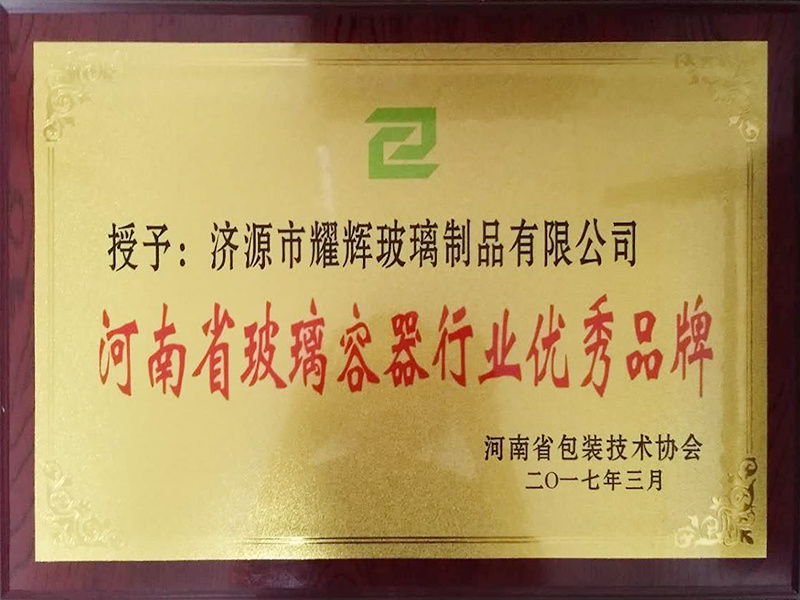 授予：济源市耀辉玻璃制品有限公司
河南省玻璃容器行业优秀品牌
河南省包装技术协会
二〇一七年三月